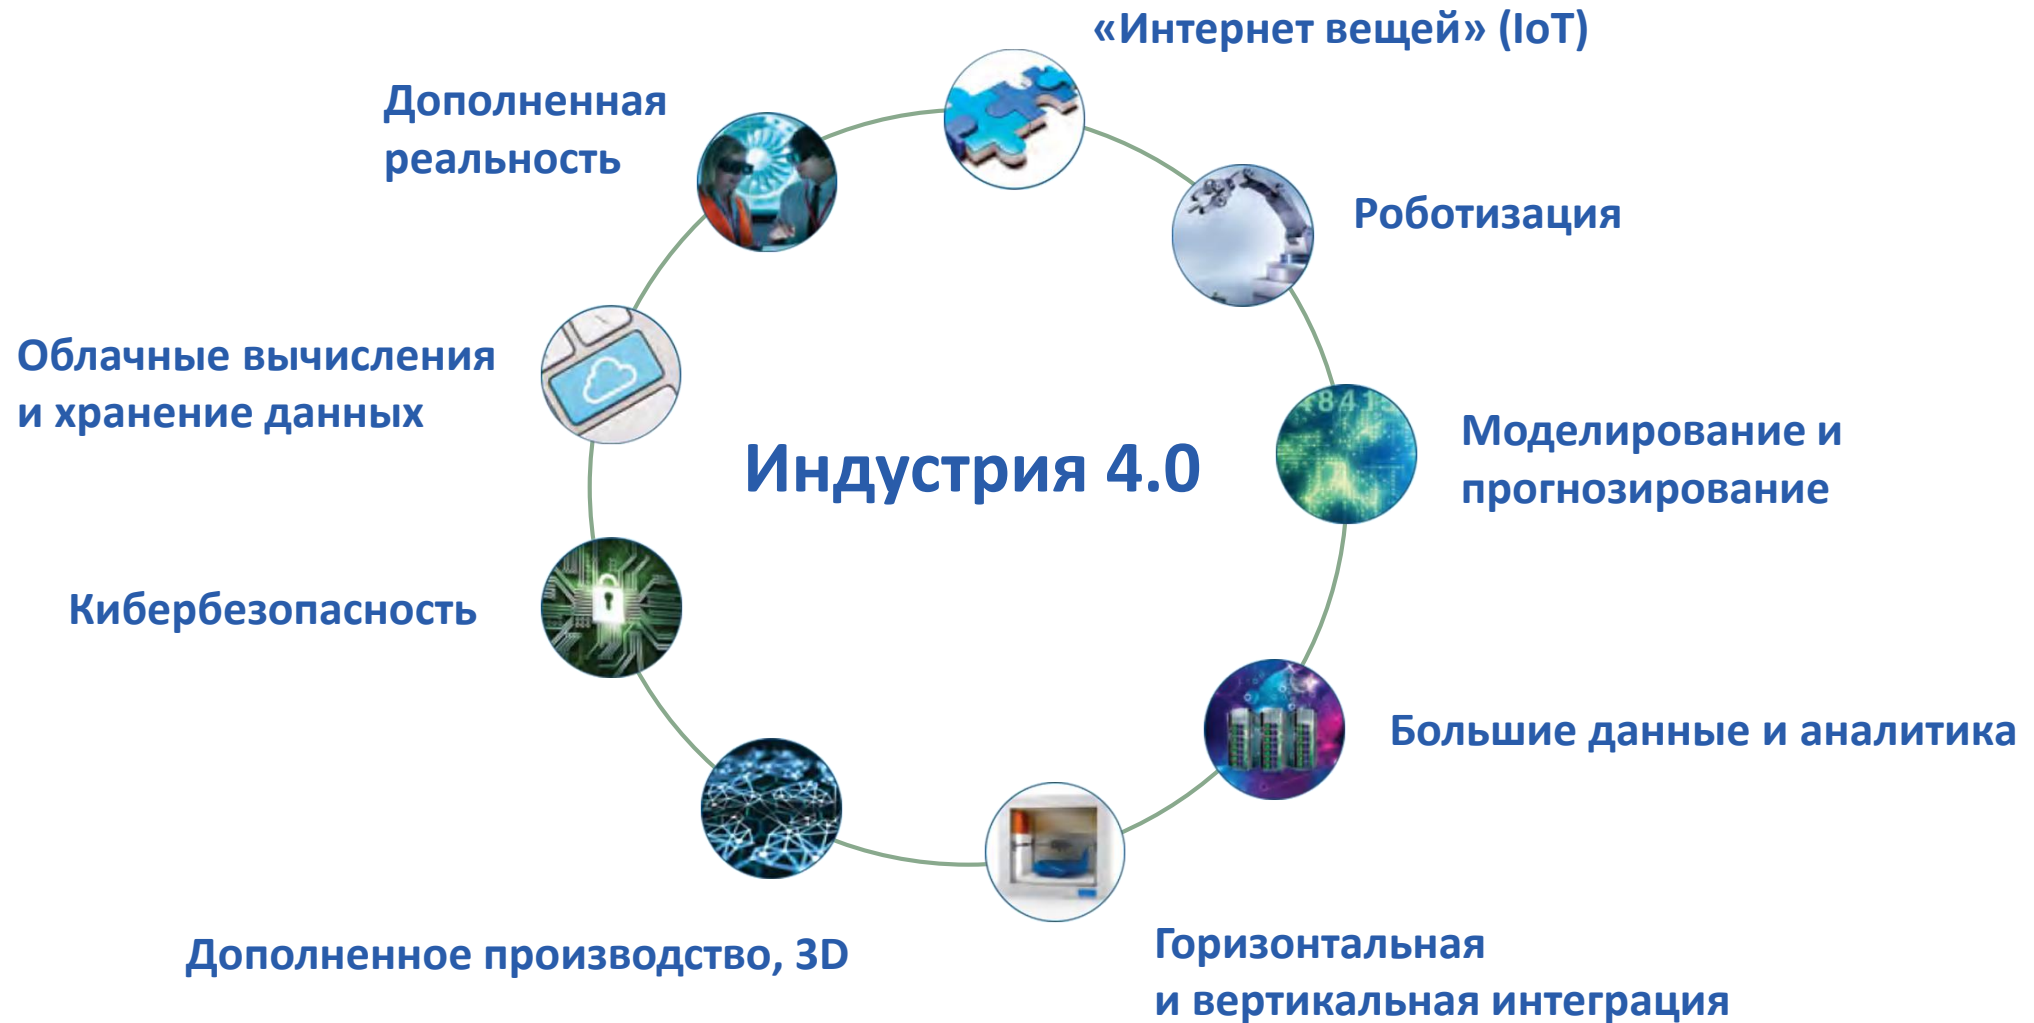 «Интернет вещей» (IoT)
Дополненная
реальность
Роботизация
Облачные вычисления
и хранение данных
Моделирование и
прогнозирование
Индустрия 4.0
Кибербезопасность
Большие данные и аналитика
Дополненное производство, 3D
Горизонтальная
и вертикальная интеграция